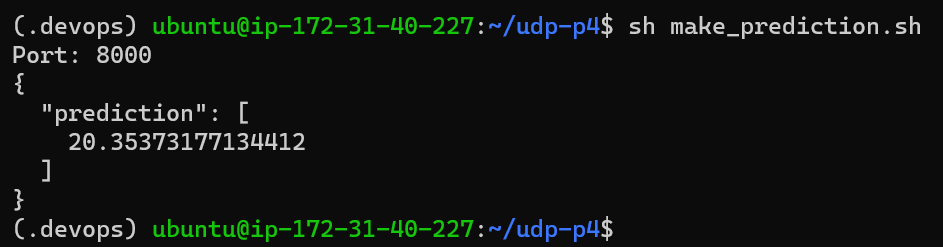 (.devops) ubuntu@ip-172-31-40-227:~/udp-p4$ sh make_prediction.sh
Port: 8000
{
  "prediction": [
    20.35373177134412
  ]
}
(.devops) ubuntu@ip-172-31-40-227:~/udp-p4$